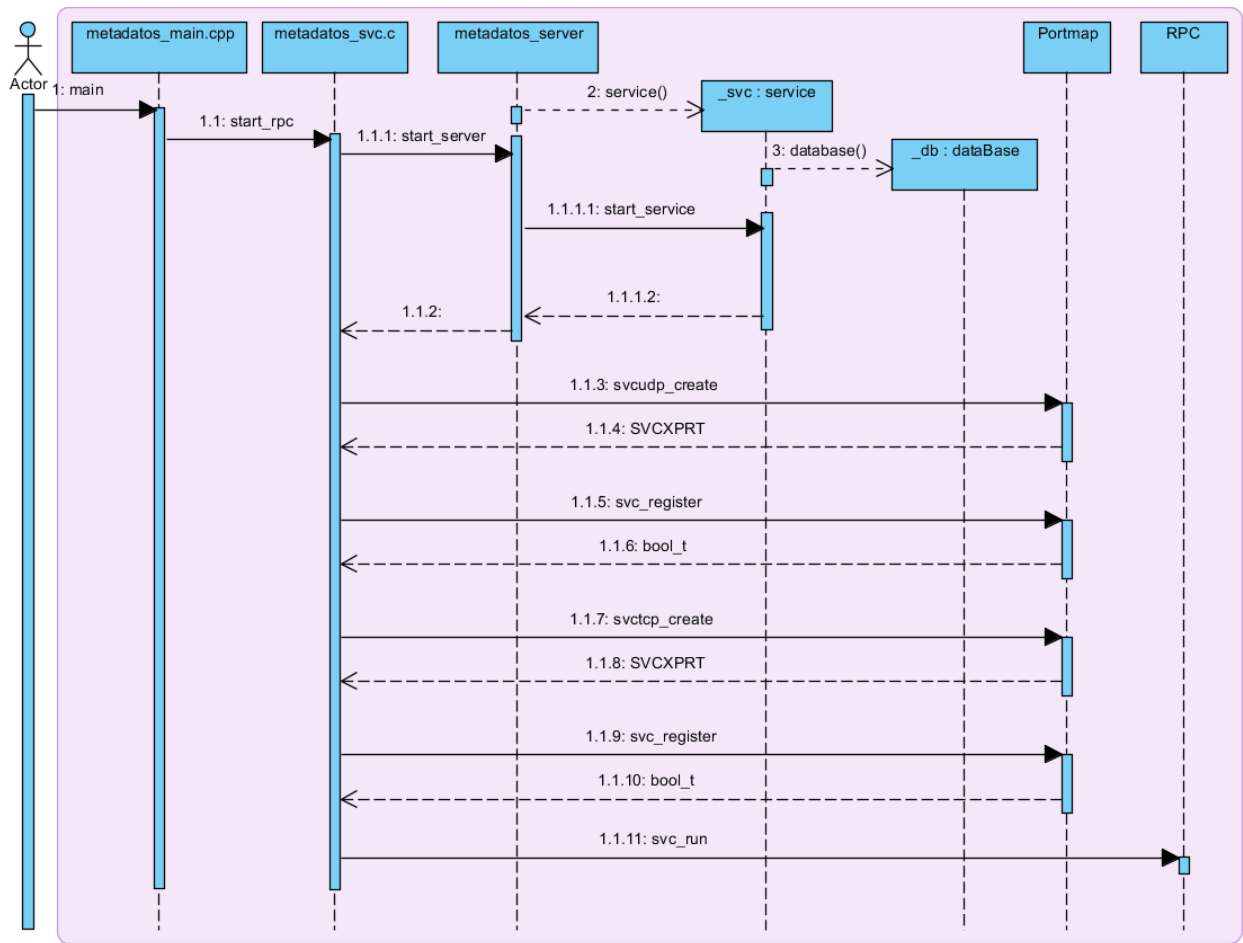 metadatos_main.cpp
metadatos_svc.c
metadatos_server
Portmap
RPC
Actor
1: main
2: service()
_svc : service
1.1: start_rpc
1.1.1: start_server
3: database()
_db : dataBase
1.1.1.1: start_service
1.1.1.2:
1.1.2:
1.1.3: svcudp_create
1.1.4: SVCXPRT
1.1.5: svc_register
1.1.6: bool_t
1.1.7: svctcp_create
1.1.8: SVCXPRT
1.1.9: svc_register
1.1.10: bool_t
1.1.11: svc_run